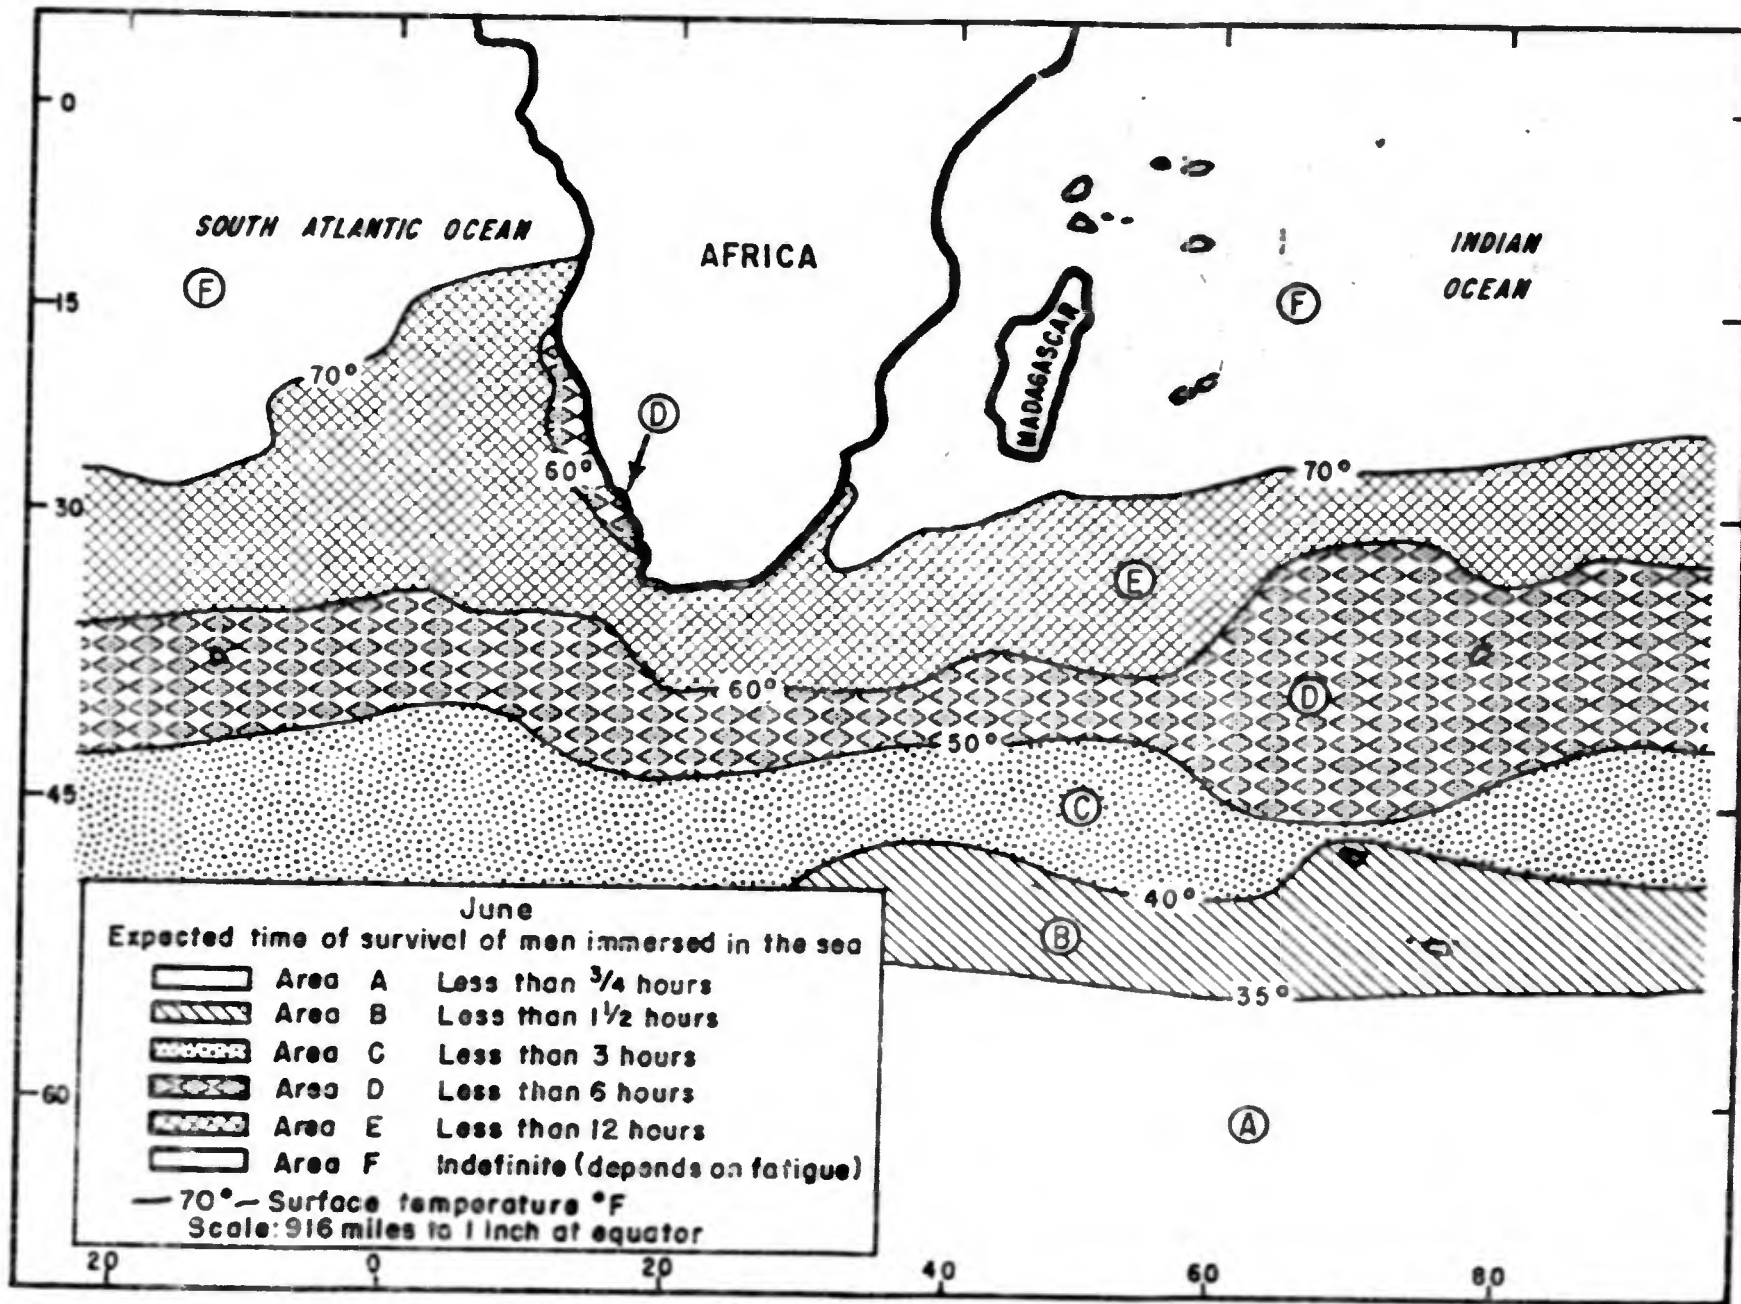 0
SOUTH ATLANTIC OCEAN
AFRICA
INDIAN
OCEAN
F
15
F
MADAGASCAR
70°
D
60°
70°
30
E
60°
D
50°
45
C
40°
B
35°
June
Expected time of survival of men immersed in the sea
Area A Less than 3/4 hours
Area B Less than 1 1/2 hours
Area C Less than 3 hours
Area D Less than 6 hours
Area E Less than 12 hours
Area F Indefinite (depends on fatigue)
— 70° — Surface temperature °F
Scale: 916 miles to 1 inch at equator
60
A
20 0 20 40 60 80